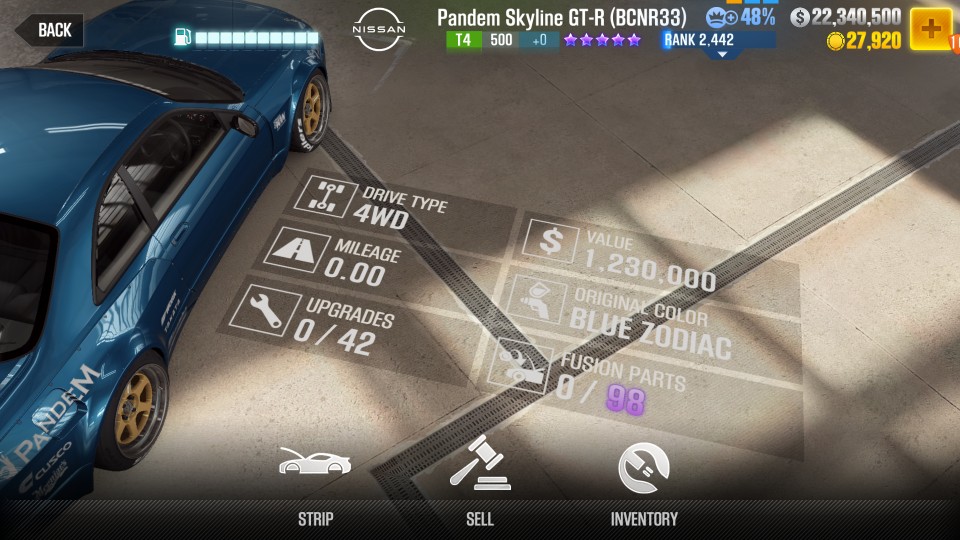 BACK
NISSAN
Pandem Skyline GT-R (BCNR33)
T4 500 +0
48%
RANK 2,442
22,340,500
27,920
DRIVE TYPE
4WD
MILEAGE
0.00
UPGRADES
0 / 42
VALUE
1,230,000
ORIGINAL COLOR
BLUE ZODIAC
FUSION PARTS
0 / 98
PANDEM
CUSCO
STRIP
SELL
INVENTORY